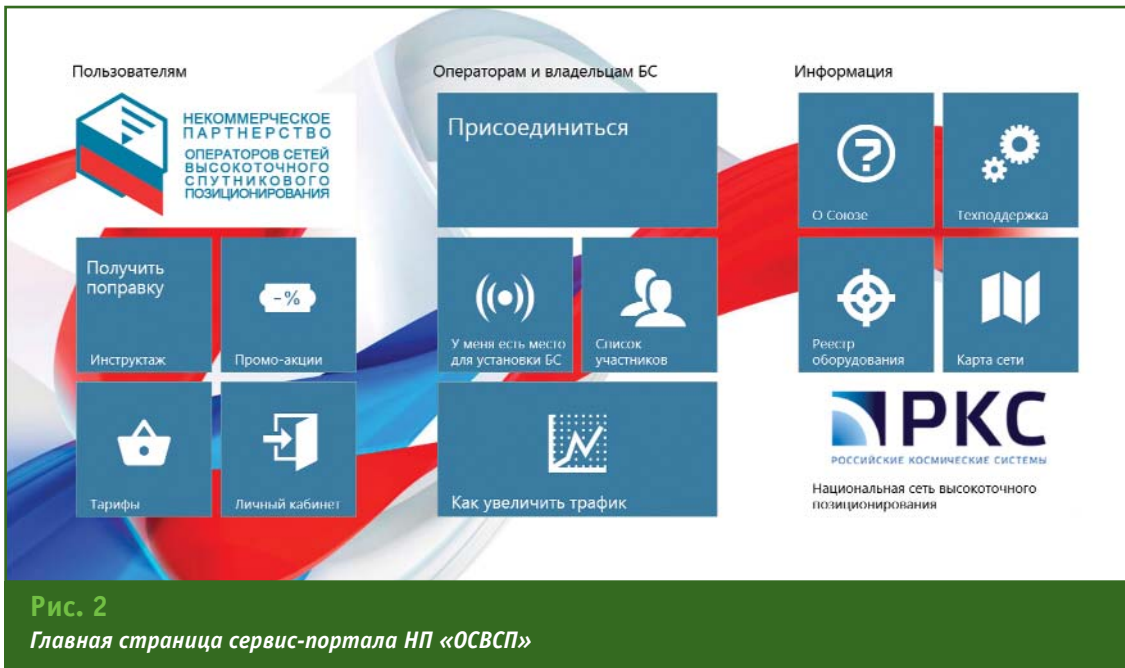 Пользователям
НЕКОММЕРЧЕСКОЕ
ПАРТНЕРСТВО
ОПЕРАТОРОВ СЕТЕЙ
ВЫСОКОТОЧНОГО
СПУТНИКОВОГО
ПОЗИЦИОНИРОВАНИЯ
Получить
поправку
Инструктаж
-%
Промо-акции
Тарифы
Личный кабинет
Операторам и владельцам БС
Присоединиться
У меня есть место
для установки БС
Список
участников
Как увеличить трафик
Информация
?
О Союзе
Техподдержка
Реестр
оборудования
Карта сети
РКС
РОССИЙСКИЕ КОСМИЧЕСКИЕ СИСТЕМЫ
Национальная сеть высокоточного
позиционирования
Рис. 2
Главная страница сервис-портала НП «ОСВСП»